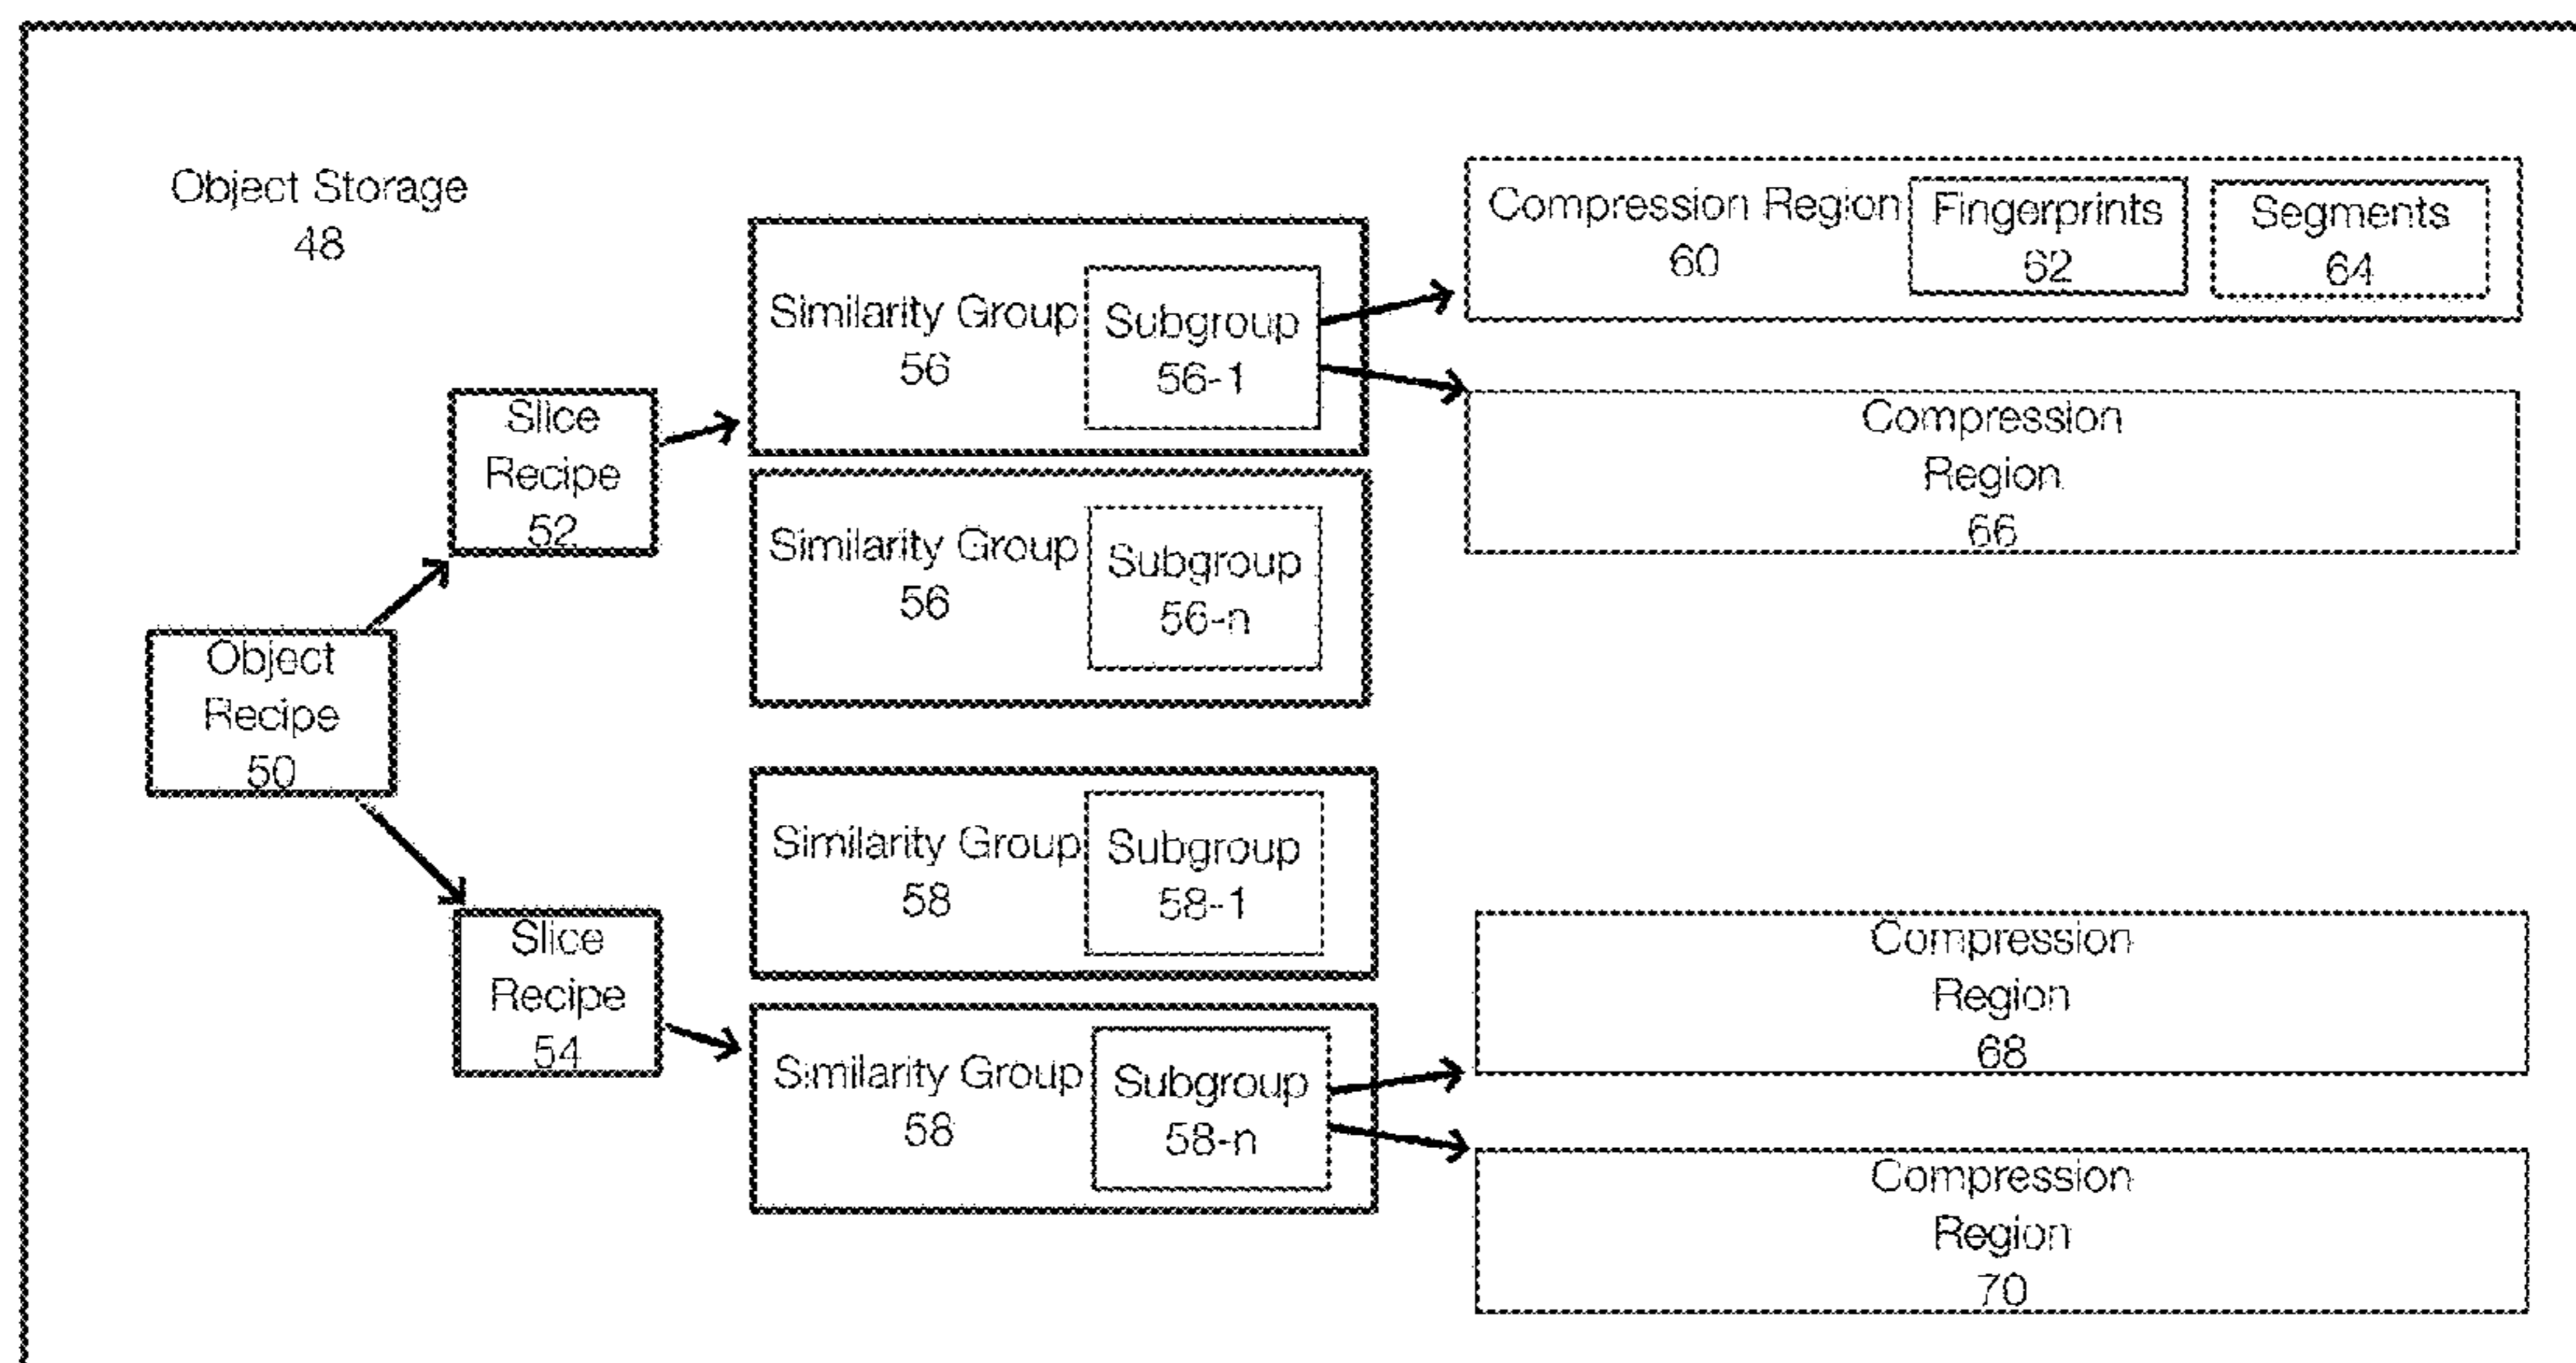 Object Storage
48
Object
Recipe
50
Slice
Recipe
52
Slice
Recipe
54
Similarity Group
56
Subgroup
56-1
Similarity Group
56
Subgroup
56-n
Similarity Group
58
Subgroup
58-1
Similarity Group
58
Subgroup
58-n
Compression Region
60
Fingerprints
62
Segments
64
Compression
Region
66
Compression
Region
68
Compression
Region
70